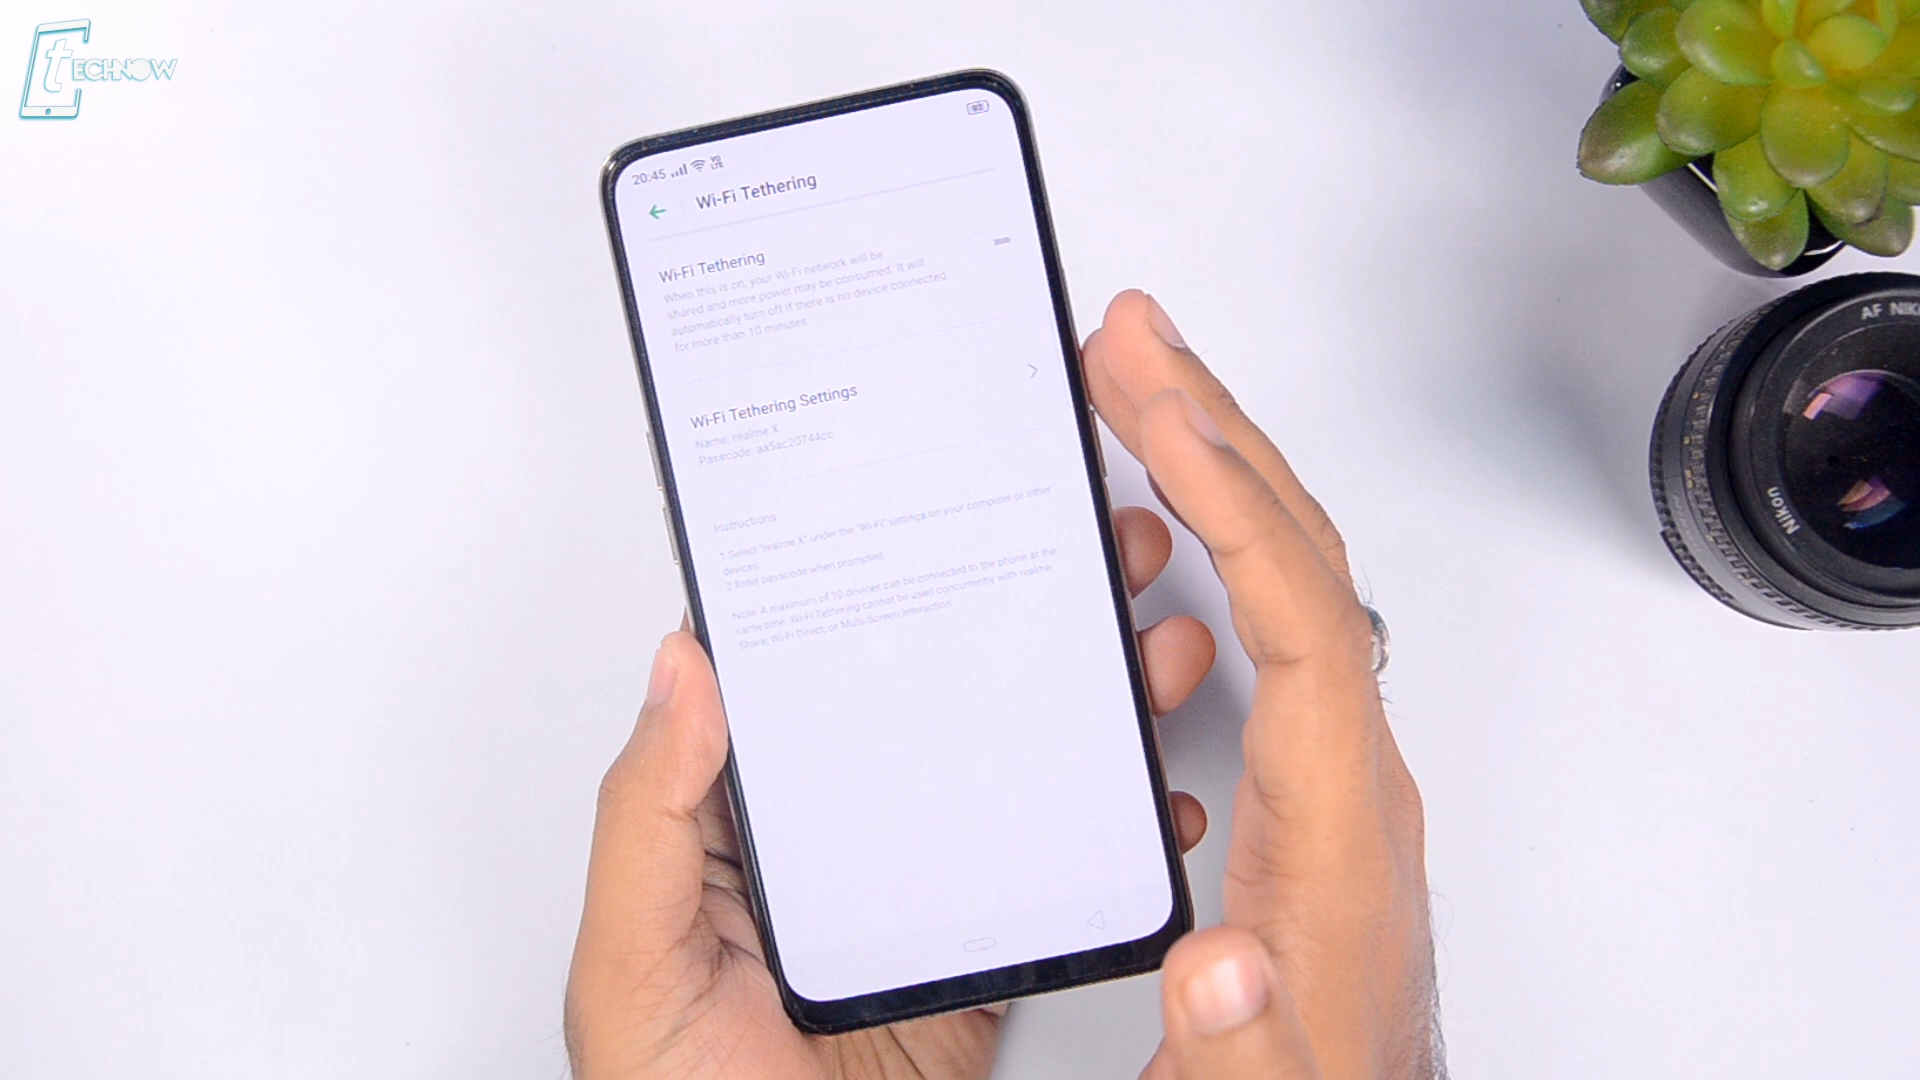 tECHNOW
20:45 VO LTE
Wi-Fi Tethering
Wi-Fi Tethering
When this is on, your Wi-Fi network will be
shared and more power may be consumed. It will
automatically turn off if there is no device connected
for more than 10 minutes.
Wi-Fi Tethering Settings
Name: realme X
Passcode: aa5ac20744cc
Instructions
1.Select "realme X" under the "Wi-Fi" settings on your computer or other
devices.
2.Enter passcode when prompted.
Note: A maximum of 10 devices can be connected to the phone at the
same time. Wi-Fi Tethering cannot be used concurrently with realme
Share, Wi-Fi Direct, or Multi-Screen Interaction.
AF NIK
Nikon